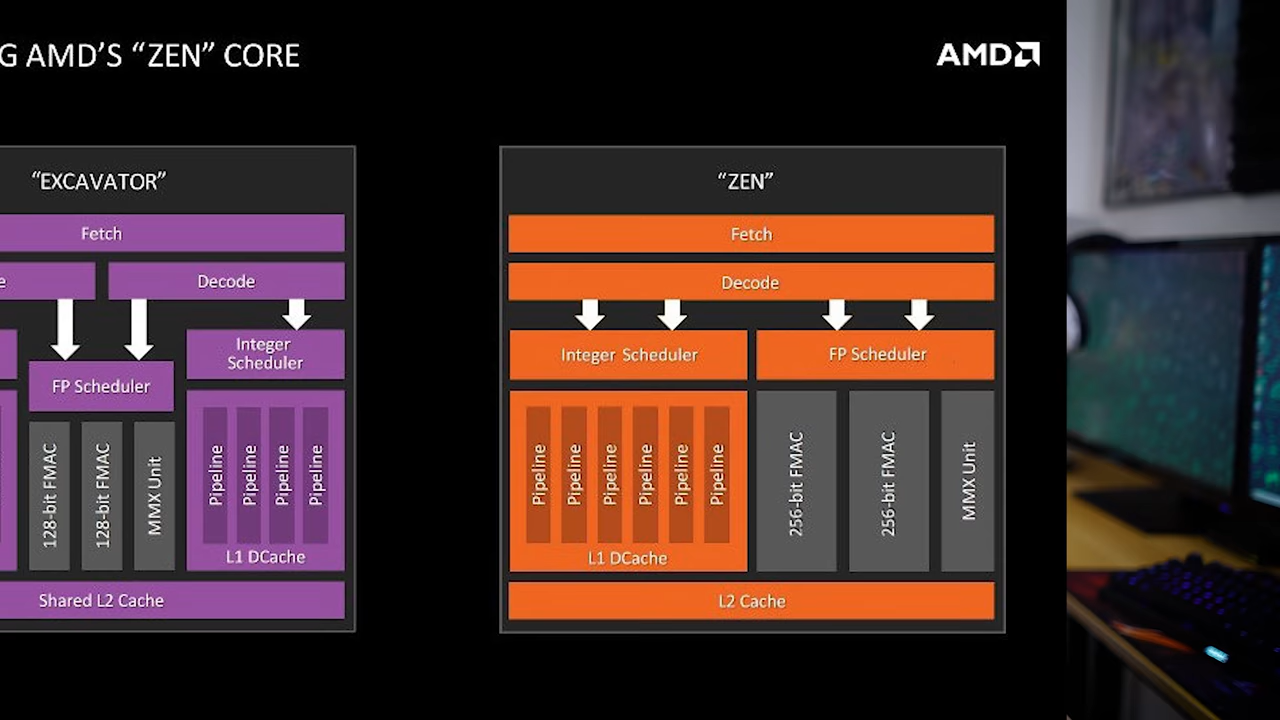 G AMD'S “ZEN” CORE
AMD
“EXCAVATOR”
Fetch
e
Decode
Integer
Scheduler
FP Scheduler
128-bit FMAC
128-bit FMAC
MMX Unit
Pipeline
Pipeline
Pipeline
Pipeline
L1 DCache
Shared L2 Cache
“ZEN”
Fetch
Decode
Integer Scheduler
FP Scheduler
Pipeline
Pipeline
Pipeline
Pipeline
Pipeline
Pipeline
L1 DCache
256-bit FMAC
256-bit FMAC
MMX Unit
L2 Cache